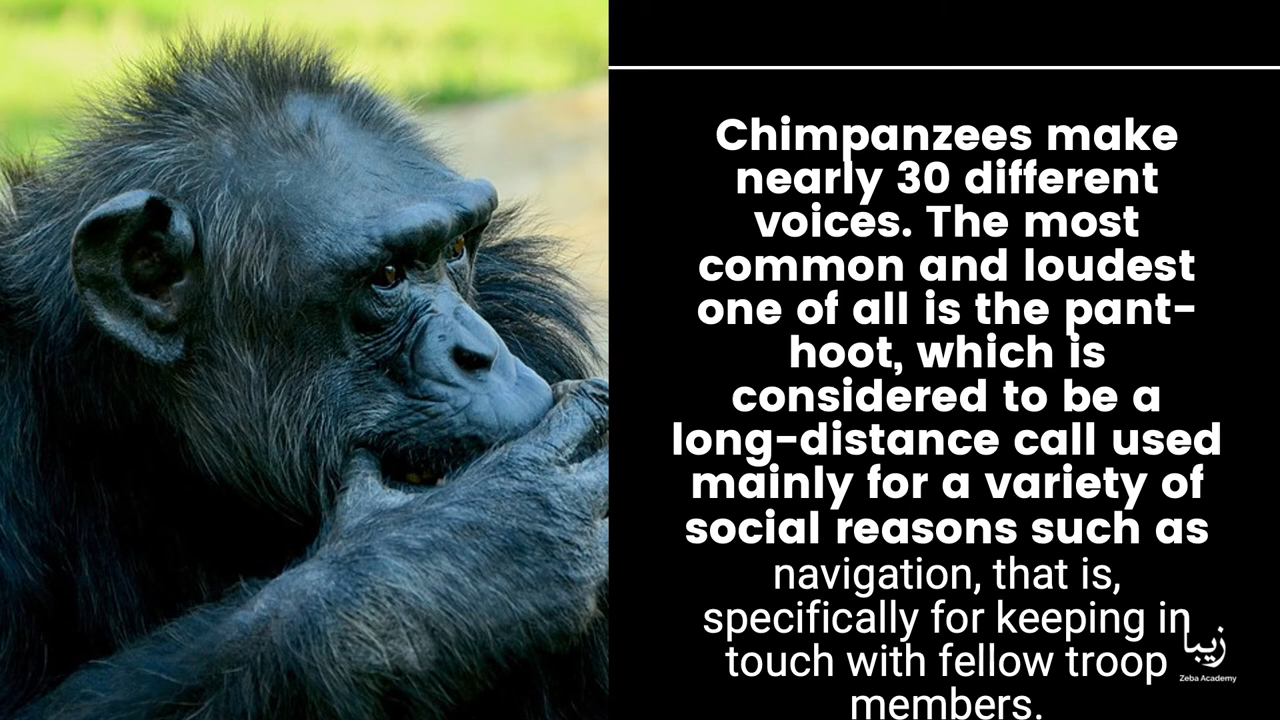 Chimpanzees make
nearly 30 different
voices. The most
common and loudest
one of all is the pant-
hoot, which is
considered to be a
long-distance call used
mainly for a variety of
social reasons such as
navigation, that is,
specifically for keeping in
touch with fellow troop
members.
زیبا
Zeba Academy